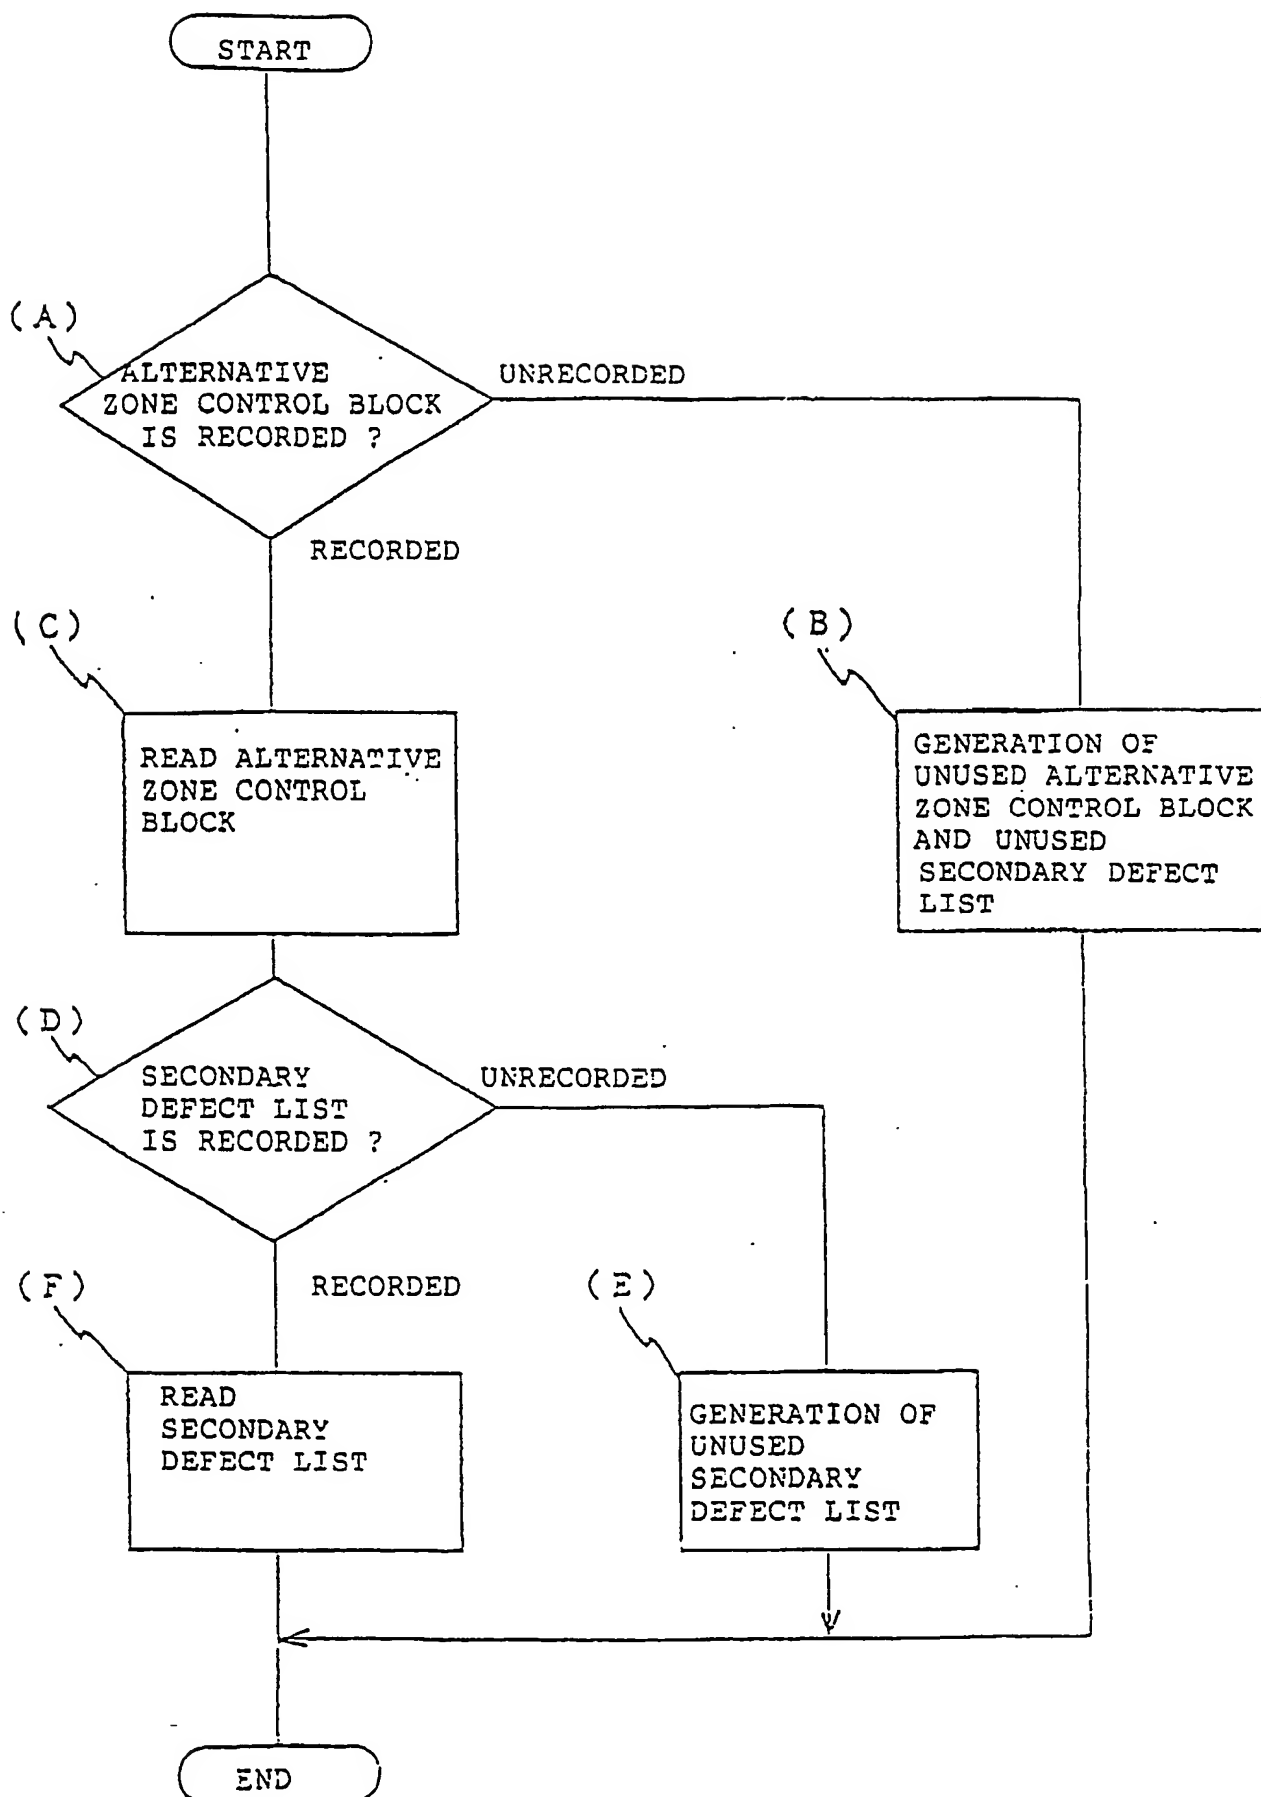 START
(A)
ALTERNATIVE
ZONE CONTROL BLOCK
IS RECORDED ?
UNRECORDED
RECORDED
(C)
(B)
READ ALTERNATIVE
ZONE CONTROL
BLOCK
GENERATION OF
UNUSED ALTERNATIVE
ZONE CONTROL BLOCK
AND UNUSED
SECONDARY DEFECT
LIST
(D)
SECONDARY
DEFECT LIST
IS RECORDED ?
UNRECORDED
RECORDED
(F)
(E)
READ
SECONDARY
DEFECT LIST
GENERATION OF
UNUSED
SECONDARY
DEFECT LIST
END